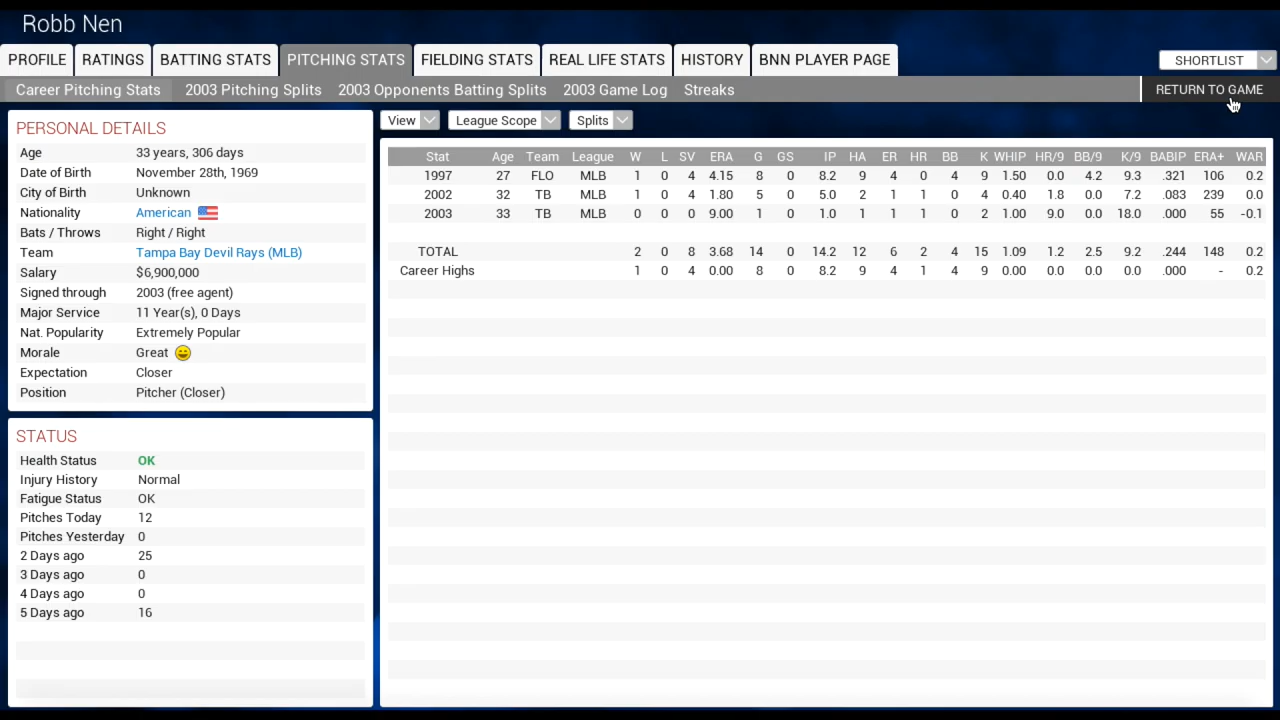 Robb Nen
PROFILE RATINGS BATTING STATS PITCHING STATS FIELDING STATS REAL LIFE STATS HISTORY BNN PLAYER PAGE SHORTLIST
Career Pitching Stats 2003 Pitching Splits 2003 Opponents Batting Splits 2003 Game Log Streaks RETURN TO GAME
PERSONAL DETAILS
Age 33 years, 306 days
Date of Birth November 28th, 1969
City of Birth Unknown
Nationality American
Bats / Throws Right / Right
Team Tampa Bay Devil Rays (MLB)
Salary $6,900,000
Signed through 2003 (free agent)
Major Service 11 Year(s), 0 Days
Nat. Popularity Extremely Popular
Morale Great
Expectation Closer
Position Pitcher (Closer)
STATUS
Health Status OK
Injury History Normal
Fatigue Status OK
Pitches Today 12
Pitches Yesterday 0
2 Days ago 25
3 Days ago 0
4 Days ago 0
5 Days ago 16
View League Scope Splits
Stat Age Team League W L SV ERA G GS IP HA ER HR BB K WHIP HR/9 BB/9 K/9 BABIP ERA+ WAR
1997 27 FLO MLB 1 0 4 4.15 8 0 8.2 9 4 0 4 9 1.50 0.0 4.2 9.3 .321 106 0.2
2002 32 TB MLB 1 0 4 1.80 5 0 5.0 2 1 1 0 4 0.40 1.8 0.0 7.2 .083 239 0.0
2003 33 TB MLB 0 0 0 9.00 1 0 1.0 1 1 1 0 2 1.00 9.0 0.0 18.0 .000 55 -0.1
TOTAL 2 0 8 3.68 14 0 14.2 12 6 2 4 15 1.09 1.2 2.5 9.2 .244 148 0.2
Career Highs 1 0 4 0.00 8 0 8.2 9 4 1 4 9 0.00 0.0 0.0 0.0 .000 - 0.2